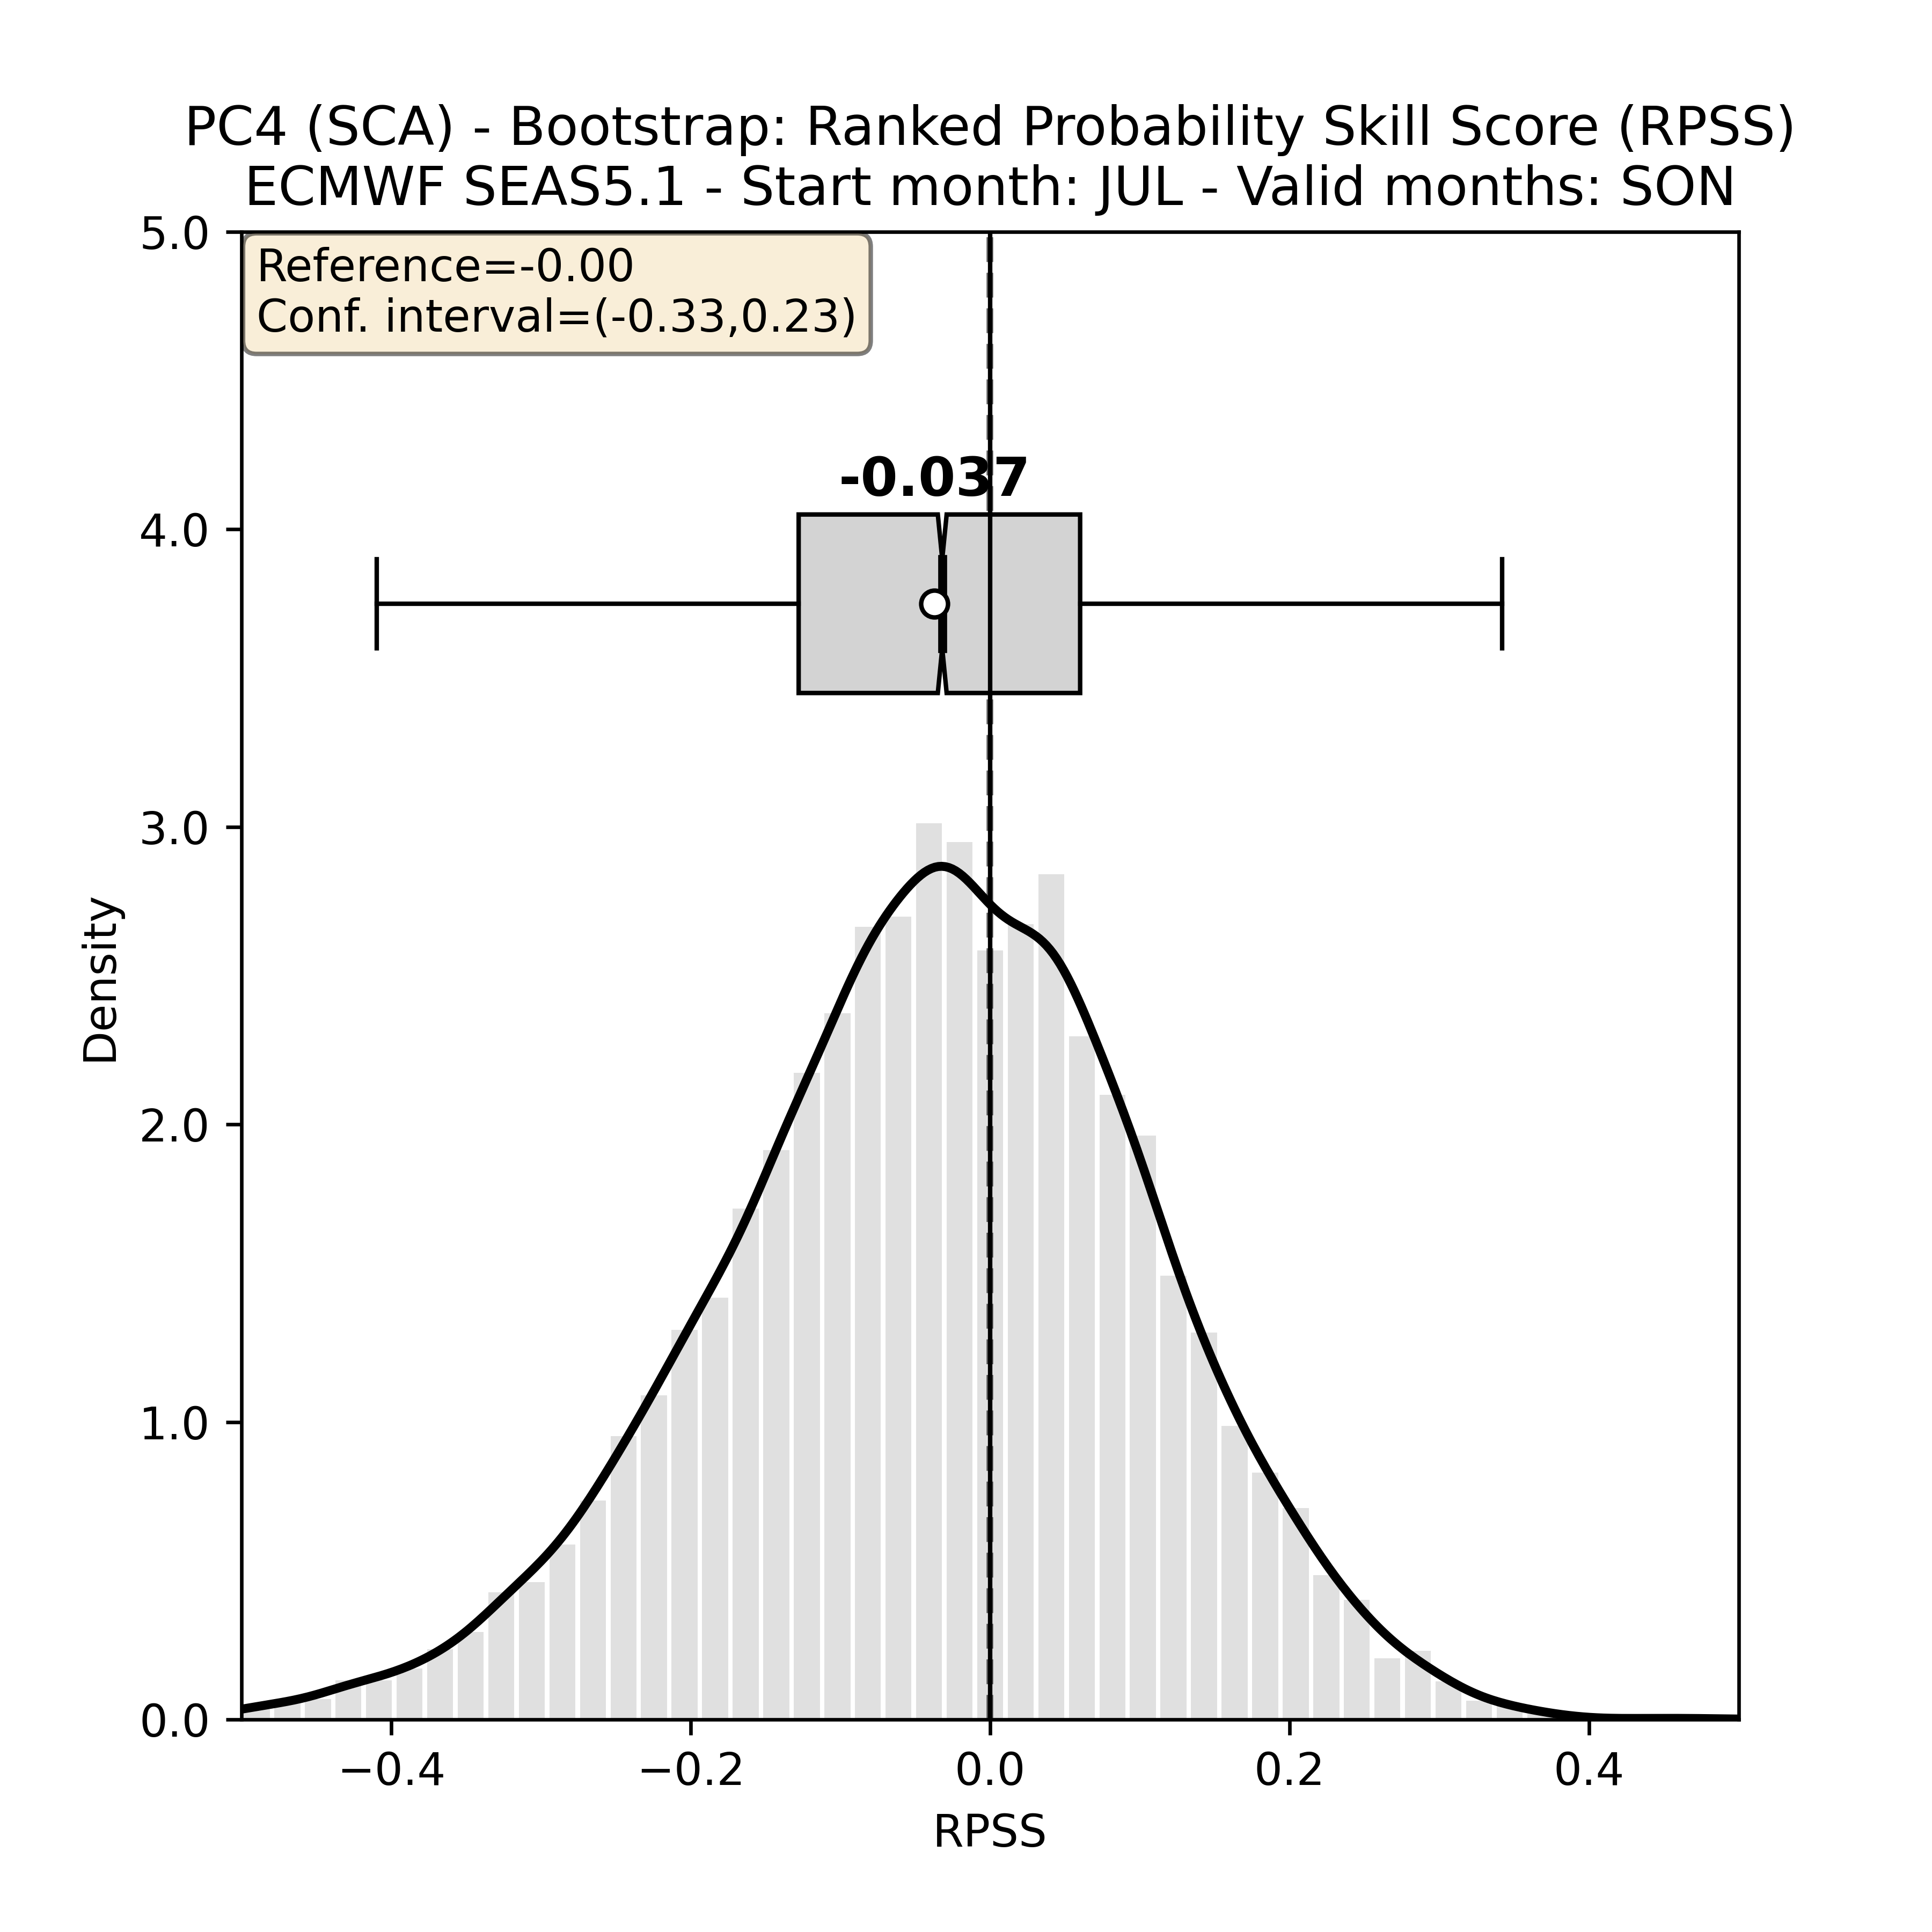 PC4 (SCA) - Bootstrap: Ranked Probability Skill Score (RPSS)
ECMWF SEAS5.1 - Start month: JUL - Valid months: SON
5.0
Reference=-0.00
Conf. interval=(-0.33,0.23)
-0.037
4.0
3.0
Density
2.0
1.0
0.0
−0.4
−0.2
0.0
0.2
0.4
RPSS